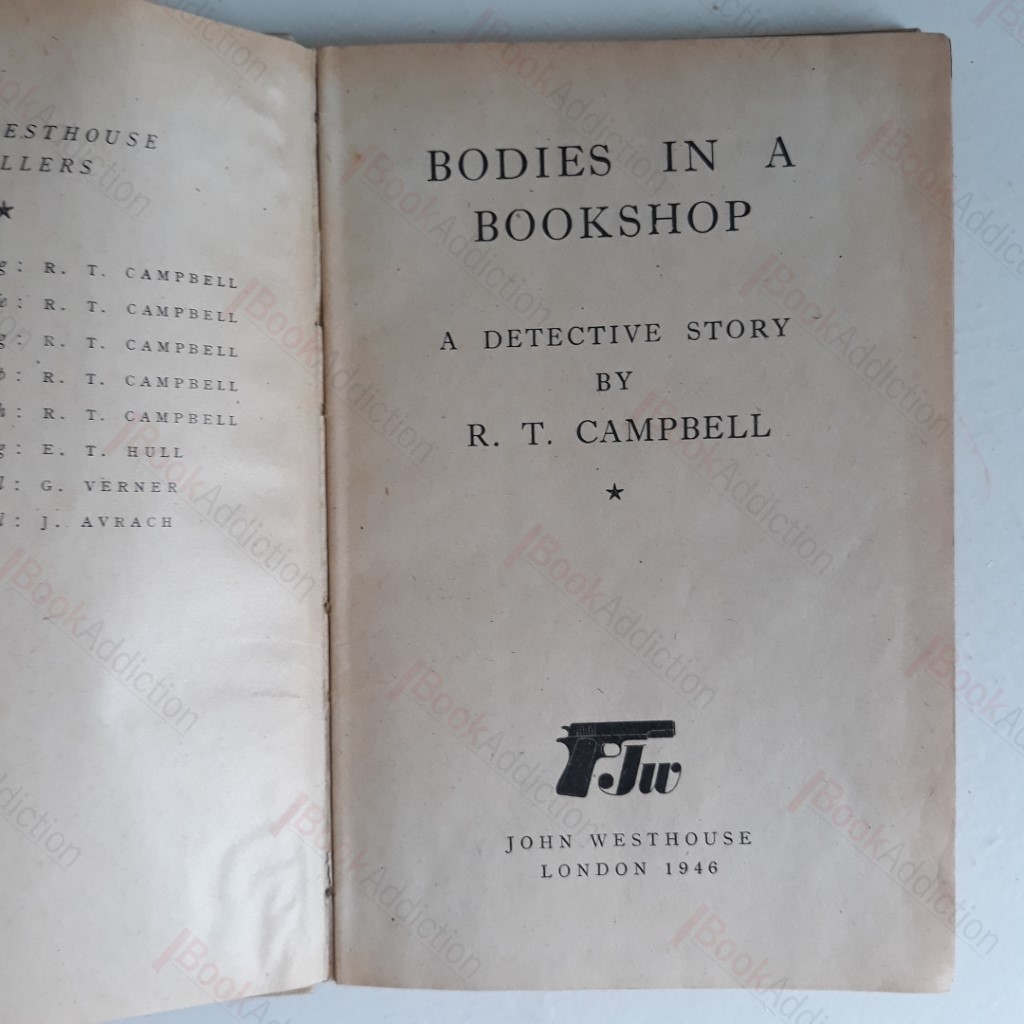 ESTHOUSE
LLERS
★
g: R. T. CAMPBELL
e: R. T. CAMPBELL
g: R. T. CAMPBELL
R. T. CAMPBELL
R. T. CAMPBELL
g: E. T. HULL
G. VERNER
J. AVRACH
BODIES IN A
BOOKSHOP
A DETECTIVE STORY
BY
R. T. CAMPBELL
★
Jw
JOHN WESTHOUSE
LONDON 1946
BookAddiction